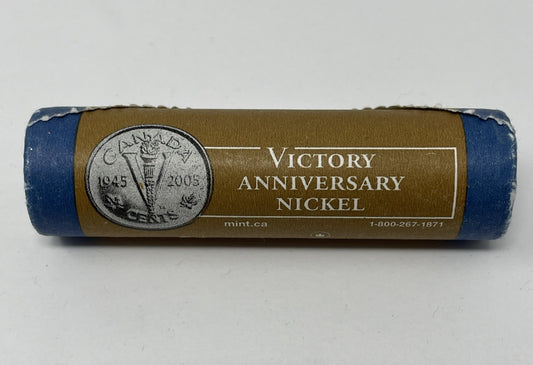 CANADA
1945 2005
5 CENTS
VICTORY
ANNIVERSARY
NICKEL
mint.ca 1-800-267-1871